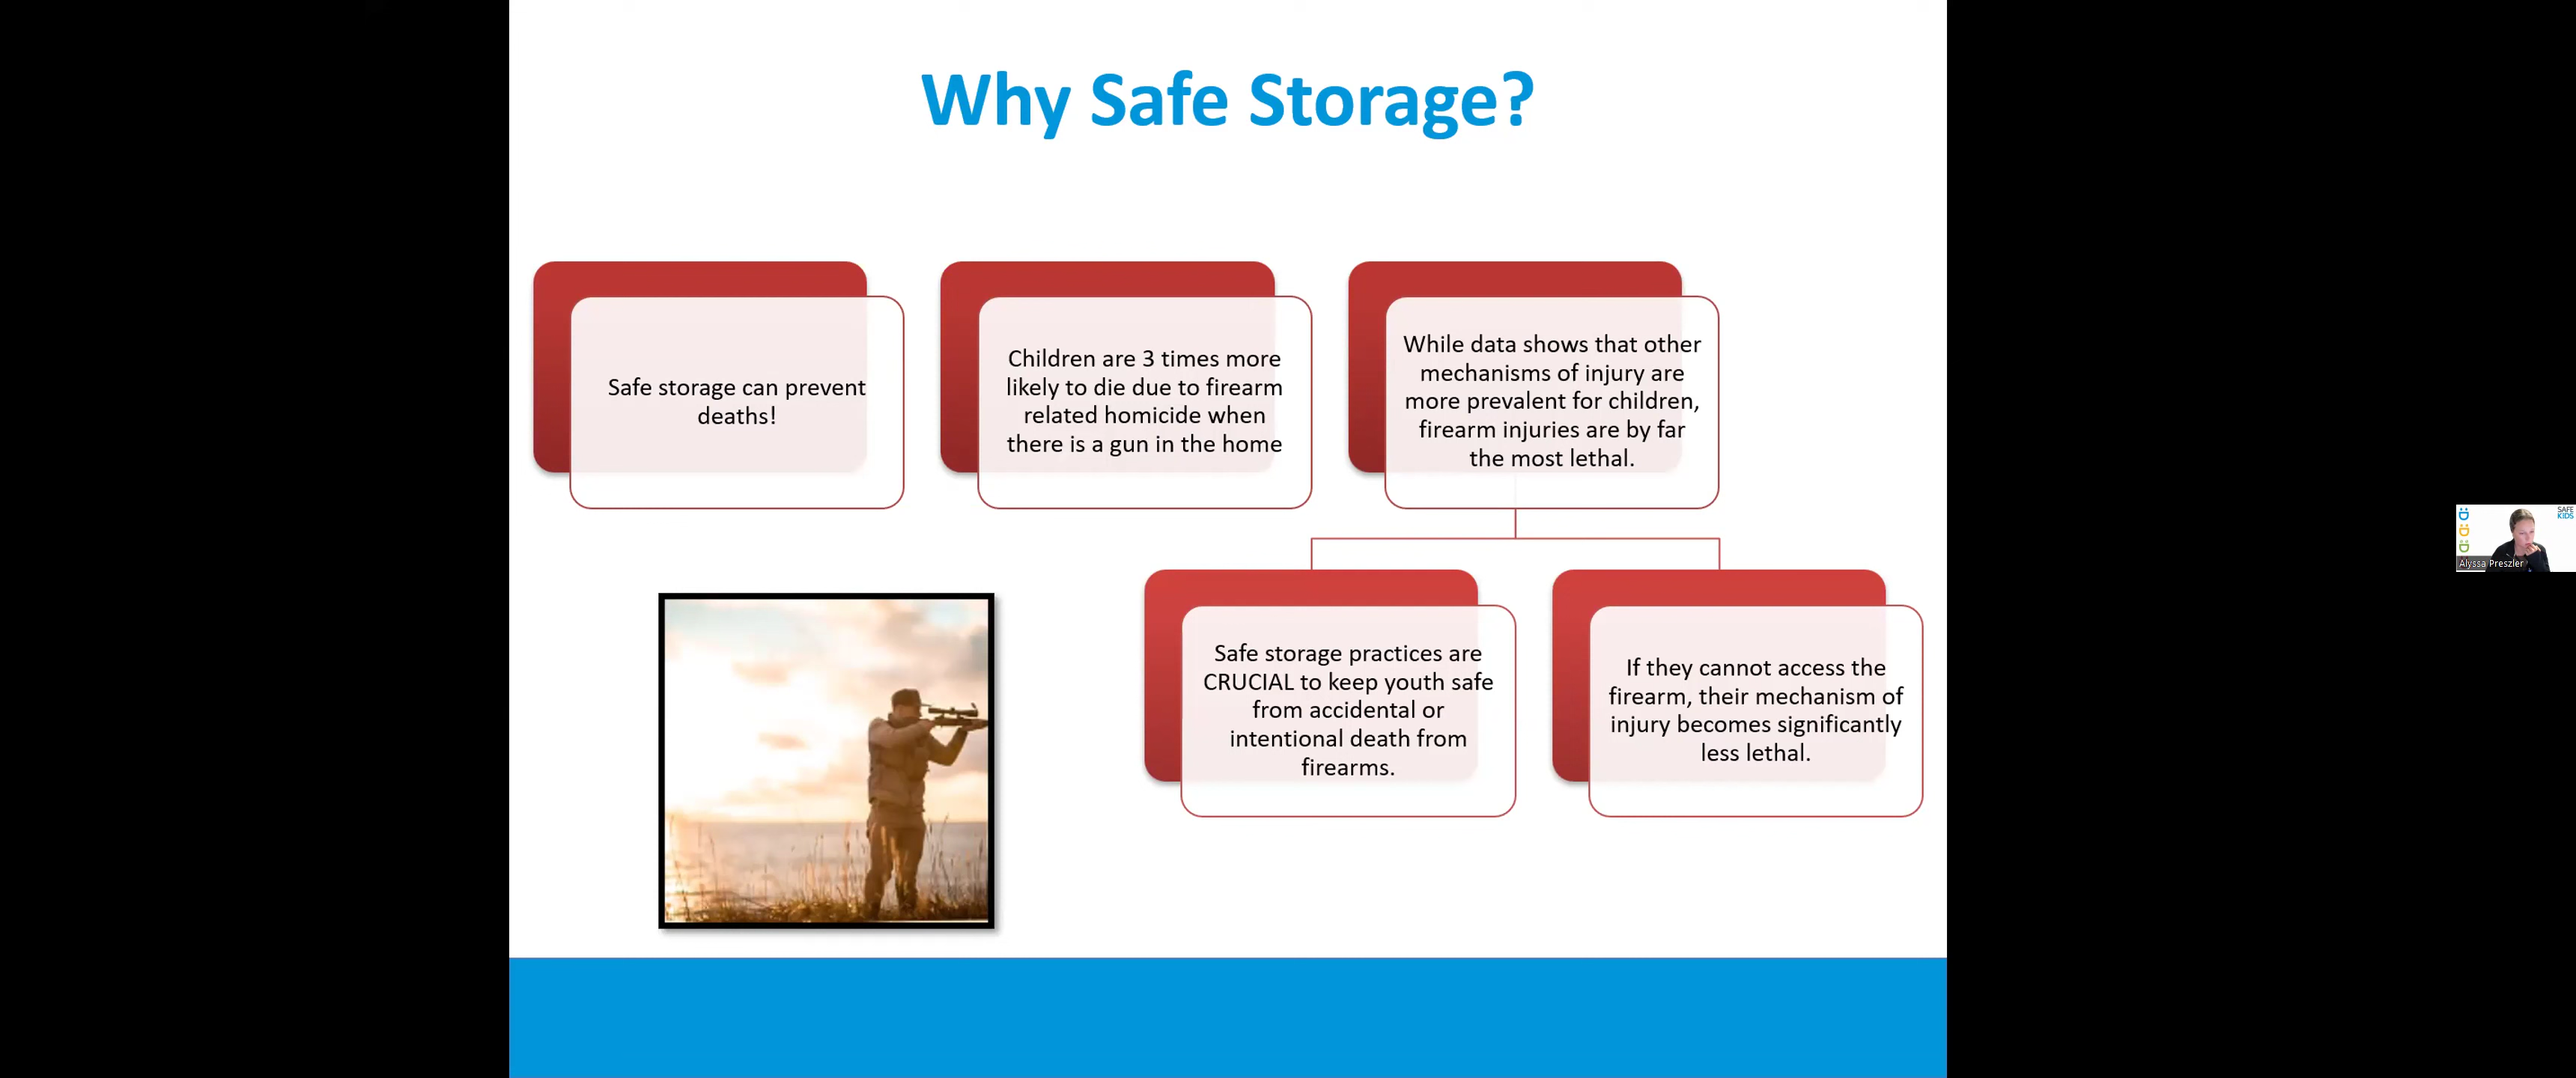 Why Safe Storage?
Safe storage can prevent
deaths!
Children are 3 times more
likely to die due to firearm
related homicide when
there is a gun in the home
While data shows that other
mechanisms of injury are
more prevalent for children,
firearm injuries are by far
the most lethal.
Safe storage practices are
CRUCIAL to keep youth safe
from accidental or
intentional death from
firearms.
If they cannot access the
firearm, their mechanism of
injury becomes significantly
less lethal.
SAFE
KIDS
Alyssa Preszler